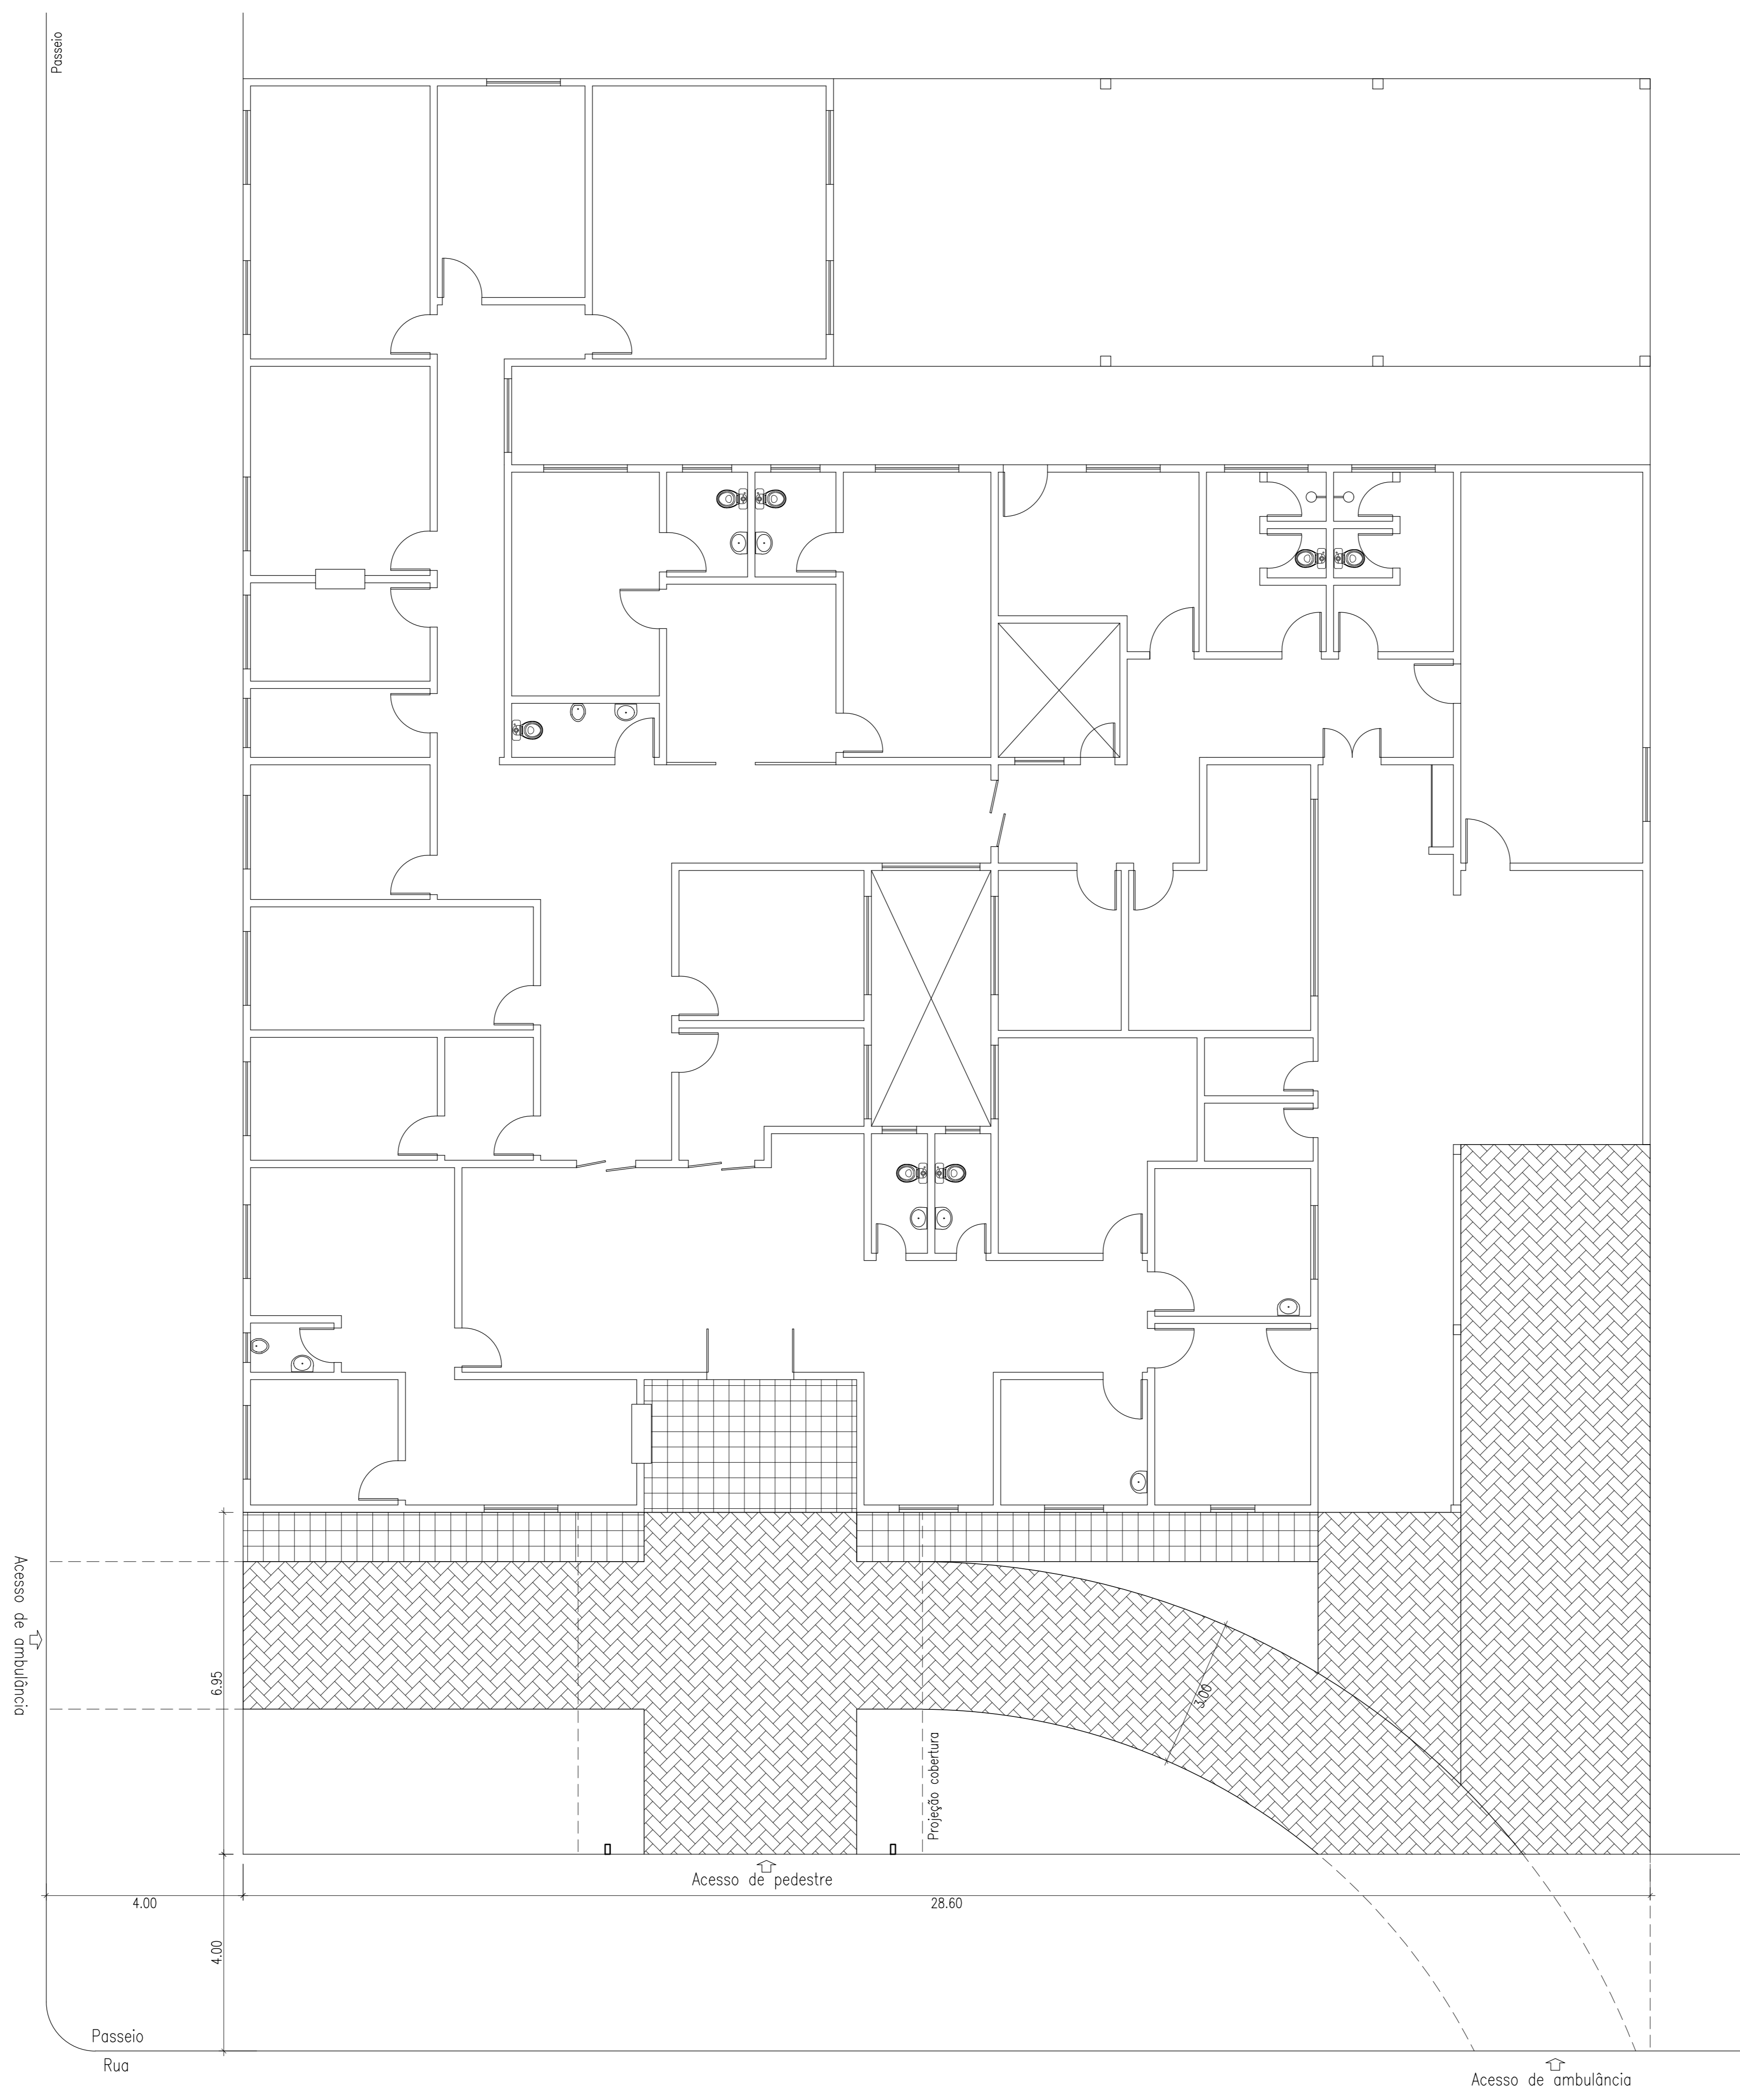 Passeio
Acesso de ambulância
6.95
3.00
Projeção cobertura
Acesso de pedestre
4.00
28.60
4.00
Passeio
Rua
Acesso de ambulância